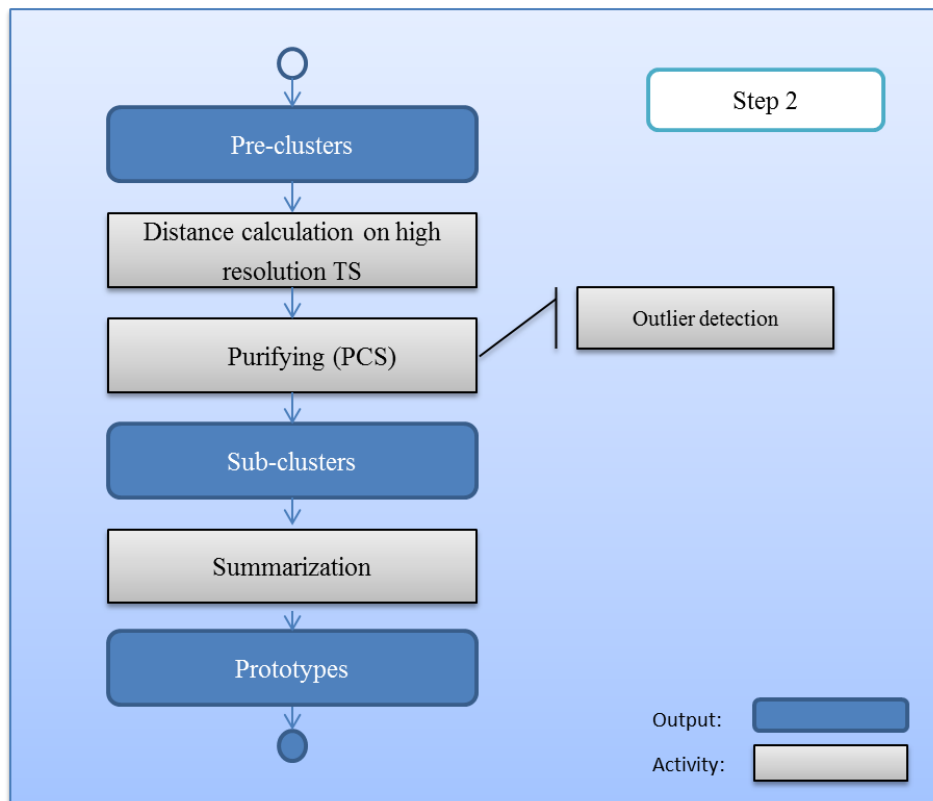 Step 2
Pre-clusters
Distance calculation on high
resolution TS
Purifying (PCS)
Outlier detection
Sub-clusters
Summarization
Prototypes
Output:
Activity: